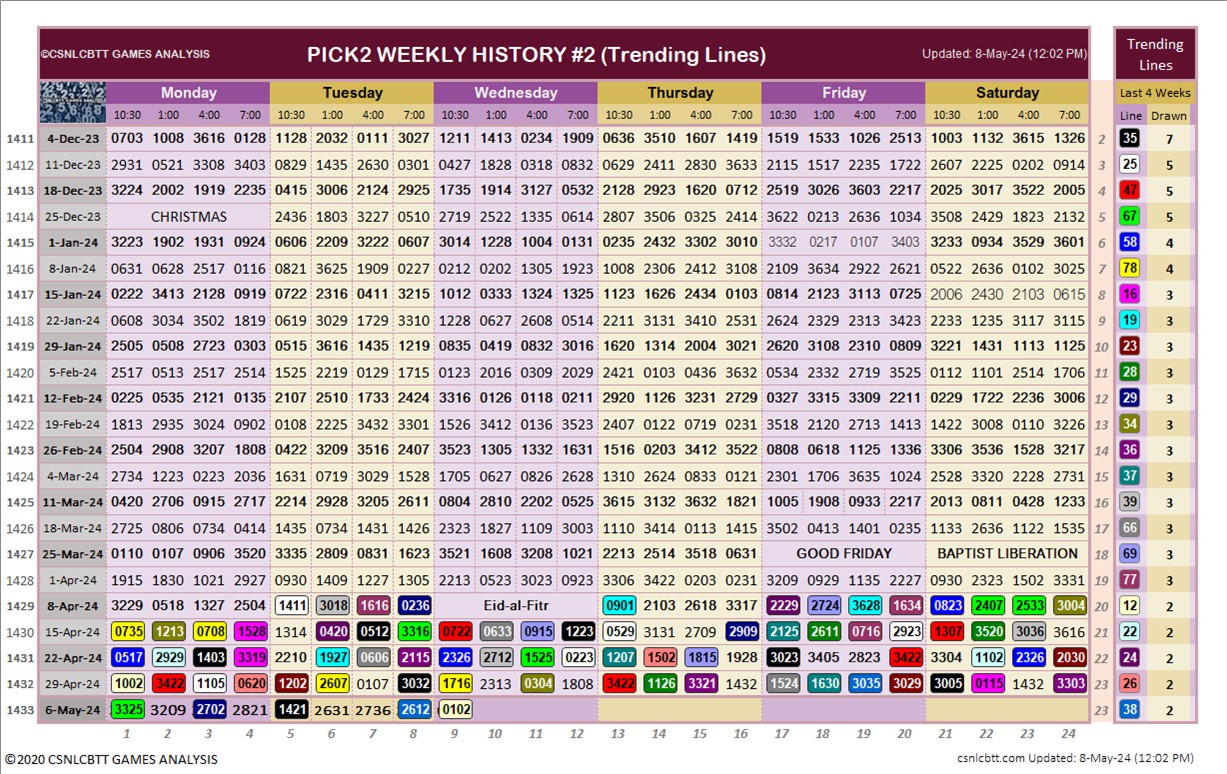 ©CSNLCBTT GAMES ANALYSIS PICK2 WEEKLY HISTORY #2 (Trending Lines) Updated: 8-May-24 (12:02 PM) Trending Lines
Monday Tuesday Wednesday Thursday Friday Saturday Last 4 Weeks
10:30 1:00 4:00 7:00 10:30 1:00 4:00 7:00 10:30 1:00 4:00 7:00 10:30 1:00 4:00 7:00 10:30 1:00 4:00 7:00 10:30 1:00 4:00 7:00 Line Drawn
1411 4-Dec-23 0703 1008 3616 0128 1128 2032 0111 3027 1211 1413 0234 1909 0636 3510 1607 1419 1519 1533 1026 2513 1003 1132 3615 1326 2 35 7
1412 11-Dec-23 2931 0521 3308 3403 0829 1435 2630 0301 0427 1828 0318 0832 0629 2411 2830 3633 2115 1517 2235 1722 2607 2225 0202 0914 3 25 5
1413 18-Dec-23 3224 2002 1919 2235 0415 3006 2124 2925 1735 1914 3127 0532 2128 2923 1620 0712 2519 3026 3603 2217 2025 3017 3522 2005 4 47 5
1414 25-Dec-23 CHRISTMAS 2436 1803 3227 0510 2719 2522 1335 0614 2807 3506 0325 2414 3622 0213 2636 1034 3508 2429 1823 2132 5 67 5
1415 1-Jan-24 3223 1902 1931 0924 0606 2209 3222 0607 3014 1228 1004 0131 0235 2432 3302 3010 3332 0217 0107 3403 3233 0934 3529 3601 6 58 4
1416 8-Jan-24 0631 0628 2517 0116 0821 3625 1909 0227 0212 0202 1305 1923 1008 2306 2412 3108 2109 3634 2922 2621 0522 2636 0102 3025 7 78 4
1417 15-Jan-24 0222 3413 2128 0919 0722 2316 0411 3213 1012 0333 1324 1325 1123 1626 2434 0103 0814 2123 3113 0725 2006 2430 2103 0615 8 16 3
1418 22-Jan-24 0608 3034 3502 1819 0619 3029 1729 3310 1228 0627 2608 0514 2211 3131 3410 2531 2624 2329 2313 3423 2233 1235 3117 3115 9 19 3
1419 29-Jan-24 2505 0508 2723 0303 0516 3616 1435 1219 0835 0419 0832 3016 1620 1314 2004 3021 2620 3108 2310 0809 3221 1431 1113 1125 10 23 3
1420 5-Feb-24 2517 0513 2517 2514 1525 2219 0129 1715 0123 2016 0309 2029 2421 0103 0436 3632 0534 2332 2719 3525 0112 1101 2514 1706 11 28 3
1421 12-Feb-24 0225 0535 2121 0135 2107 2510 1733 2424 3316 0126 0118 0211 2920 1126 3231 2729 0327 3315 3309 2211 0229 1722 2236 3006 12 29 3
1422 19-Feb-24 1813 2935 3024 0902 0108 2225 3432 3301 1526 3412 0136 3523 2407 0122 0719 0231 3518 2120 2713 1413 1422 3008 0110 3226 13 34 3
1423 26-Feb-24 2504 2908 3207 1808 0422 3209 3516 2407 3523 1305 1332 1631 1516 0203 3412 3522 0808 0618 1125 1336 3306 3536 1528 3217 14 36 3
1424 4-Mar-24 2734 1223 0223 2036 1631 0719 3029 1523 1705 0627 0826 2628 1310 2624 0833 0121 2301 1706 3635 1024 2528 3320 2228 2731 15 37 3
1425 11-Mar-24 0420 2706 0915 2717 2214 2928 3205 2611 0804 2810 2202 0525 3615 3132 3632 1821 1005 1908 0933 2217 2013 0811 0428 1233 16 39 3
1426 18-Mar-24 2725 0806 0734 0414 1435 0734 1431 1426 2323 1827 1109 3003 1110 3414 0113 1415 3502 0413 1401 0235 1133 2636 1122 1535 17 66 3
1427 25-Mar-24 0110 0107 0906 3520 3335 2809 0831 1623 3521 1608 3208 1021 2213 2514 3518 0631 GOOD FRIDAY BAPTIST LIBERATION 18 69 3
1428 1-Apr-24 1915 1830 1021 2927 0930 1409 1227 1305 2213 0523 3023 0923 3306 3422 0203 0231 3209 0929 1135 2227 0930 2323 1502 3331 19 77 3
1429 8-Apr-24 3229 0518 1327 2504 1411 3018 1616 0236 Eid-al-Fitr 0901 2103 2618 3317 2229 2724 3628 1634 0823 2407 2533 3004 20 12 2
1430 15-Apr-24 0735 1213 0708 1528 1314 0420 0512 3316 0722 0633 0915 1223 0529 3131 2709 2909 2125 2611 0716 2923 1307 3520 3036 3616 21 22 2
1431 22-Apr-24 0517 2929 1403 3319 2210 1927 0606 2115 2326 2712 1525 0223 1207 1502 1815 1928 3023 3405 2823 3422 3304 1102 2326 2030 22 24 2
1432 29-Apr-24 1002 3422 1105 0620 1202 2607 0107 3032 1716 2313 0304 1808 3422 1126 3321 1432 1524 1630 3035 3029 3005 0115 1432 3303 23 26 2
1433 6-May-24 3325 3209 2702 2821 1421 2631 2736 2612 0102 23 38 2
1 2 3 4 5 6 7 8 9 10 11 12 13 14 15 16 17 18 19 20 21 22 23 24
©2020 CSNLCBTT GAMES ANALYSIS csnlcbtt.com Updated: 8-May-24 (12:02 PM)